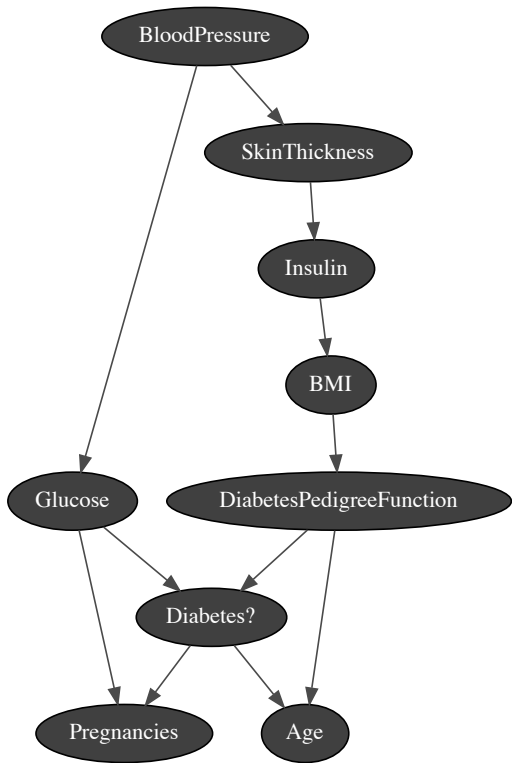 BloodPressure
SkinThickness
Insulin
BMI
Glucose
DiabetesPedigreeFunction
Diabetes?
Pregnancies
Age